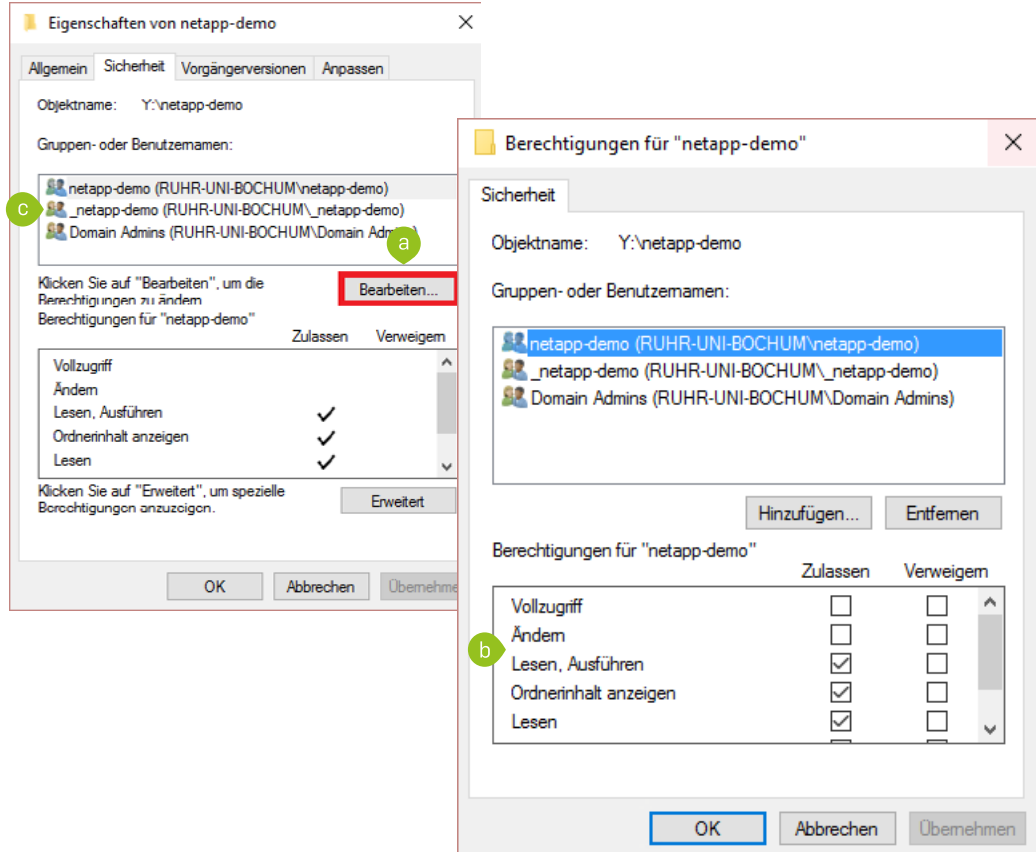 Eigenschaften von netapp-demo
Allgemein Sicherheit Vorgängerversionen Anpassen
Objektname: Y:\netapp-demo
Gruppen- oder Benutzernamen:
netapp-demo (RUHR-UNI-BOCHUM\netapp-demo)
c
_netapp-demo (RUHR-UNI-BOCHUM\_netapp-demo)
Domain Admins (RUHR-UNI-BOCHUM\Domain
a
Klicken Sie auf "Bearbeiten", um die
Berechtigungen zu ändern
Bearbeiten...
Berechtigungen für "netapp-demo"
Zulassen Verweigern
Vollzugriff
Ändern
Lesen, Ausführen
Ordnerinhalt anzeigen
Lesen
Klicken Sie auf "Erweitert", um spezielle
Berechtigungen anzuzeigen.
Erweitert
OK Abbrechen Übernehme
Berechtigungen für "netapp-demo"
Sicherheit
Objektname: Y:\netapp-demo
Gruppen- oder Benutzernamen:
netapp-demo (RUHR-UNI-BOCHUM\netapp-demo)
_netapp-demo (RUHR-UNI-BOCHUM\_netapp-demo)
Domain Admins (RUHR-UNI-BOCHUM\Domain Admins)
Hinzufügen... Entfernen
Berechtigungen für "netapp-demo"
Zulassen Verweigern
Vollzugriff
Ändern
b
Lesen, Ausführen
Ordnerinhalt anzeigen
Lesen
OK Abbrechen Übernehmen